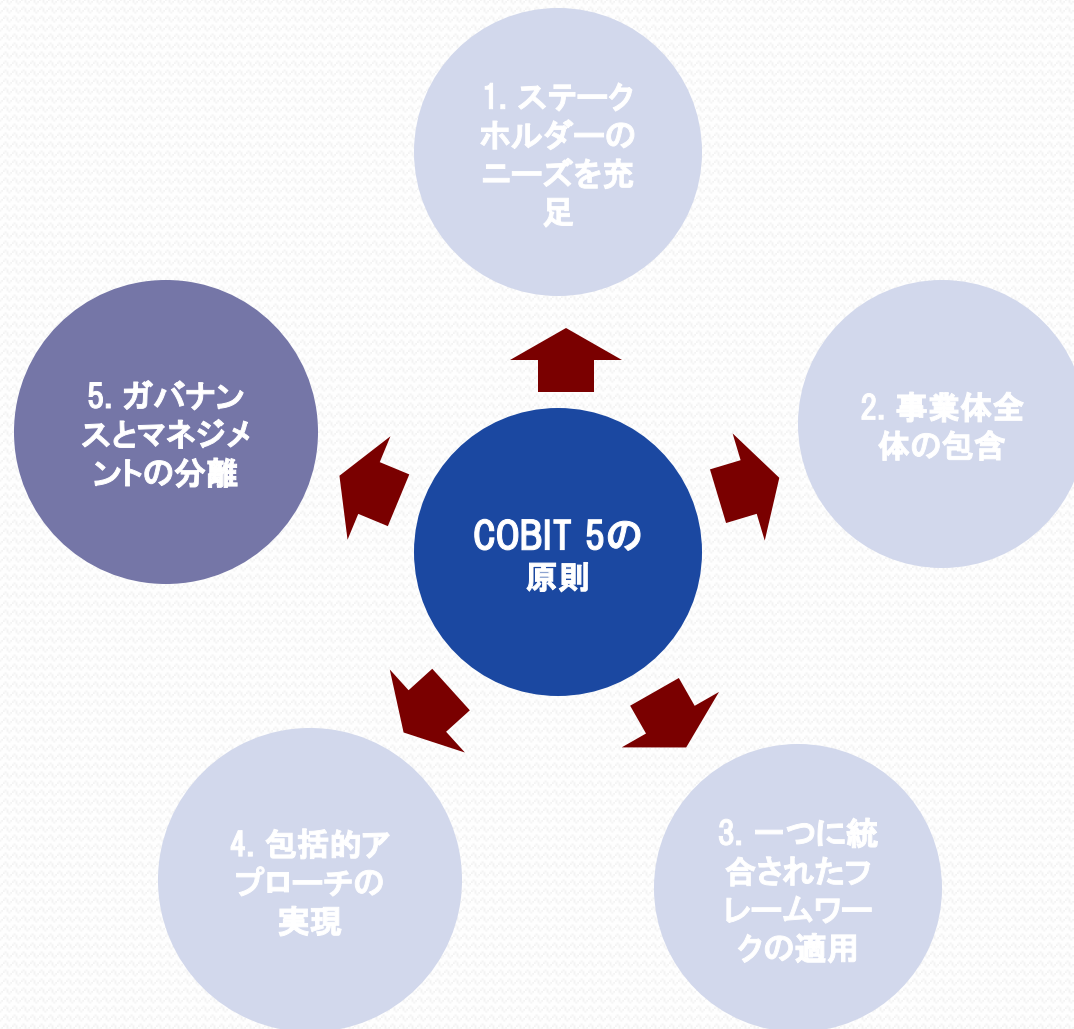 1. ステーク
ホルダーの
ニーズを充
足
2. 事業体全
体の包含
5. ガバナン
スとマネジメ
ントの分離
COBIT 5の
原則
3. 一つに統
合されたフ
レームワー
クの適用
4. 包括的ア
プローチの
実現